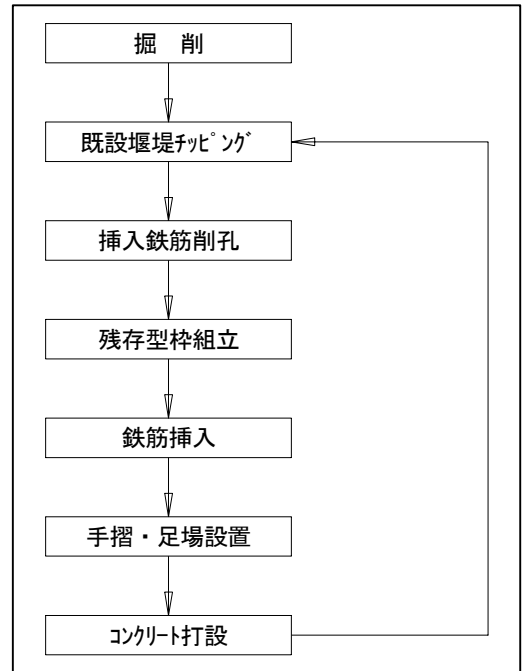 掘　削
既設堰堤ﾁｯﾋﾟﾝｸﾞ
挿入鉄筋削孔
残存型枠組立
鉄筋挿入
手摺・足場設置
ｺﾝｸﾘｰﾄ打設